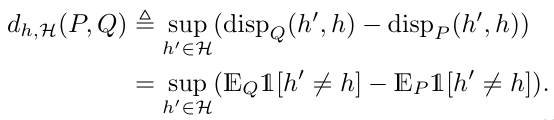 d_{h,\mathcal{H}}(P, Q) \triangleq \sup_{h' \in \mathcal{H}} (\mathrm{disp}_Q(h', h) - \mathrm{disp}_P(h', h))
= \sup_{h' \in \mathcal{H}} (\mathbb{E}_Q \mathbb{1}[h' \neq h] - \mathbb{E}_P \mathbb{1}[h' \neq h]).